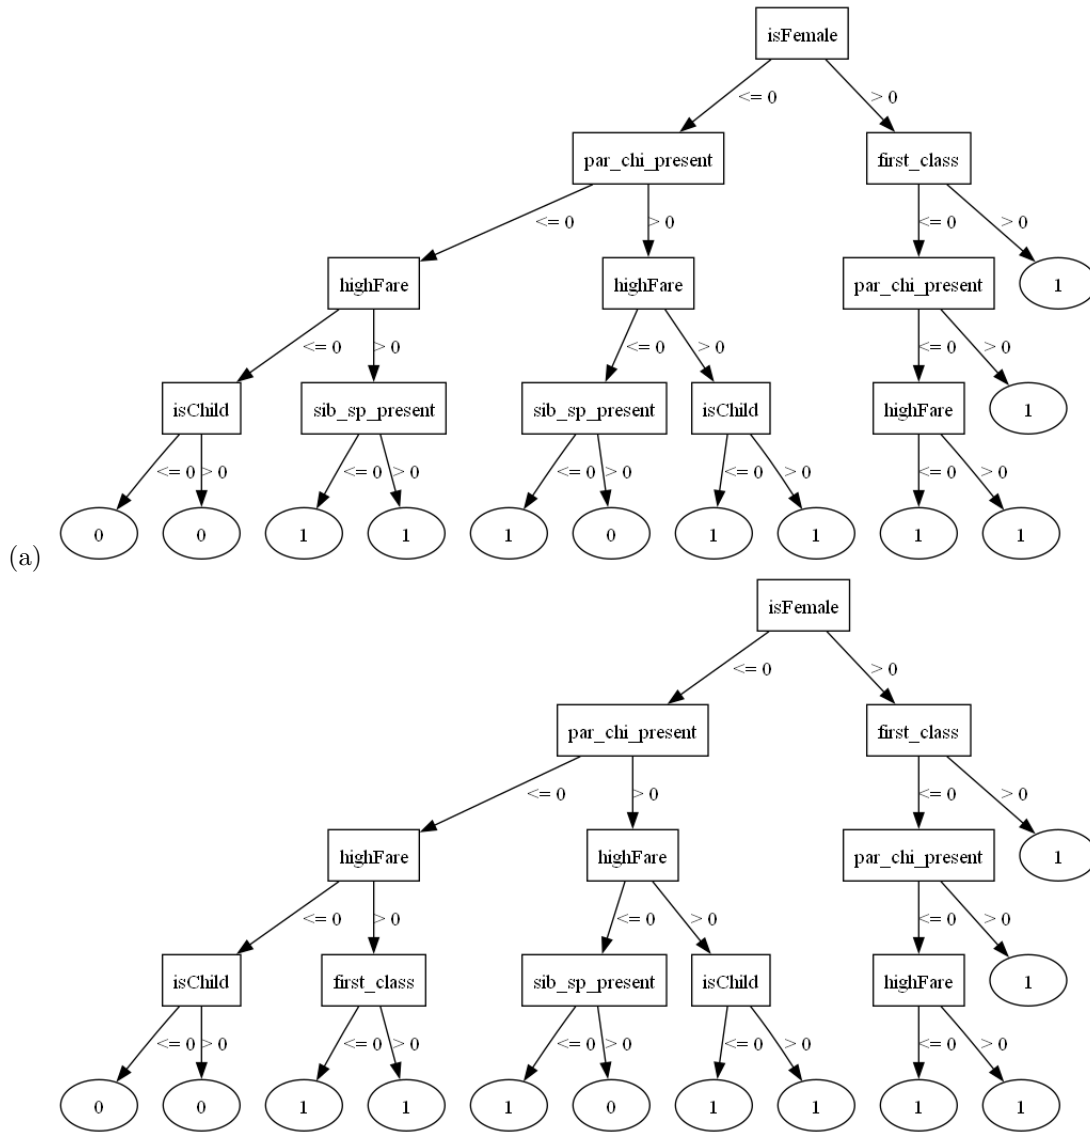 isFemale
<= 0 > 0
par_chi_present first_class
<= 0 > 0 <= 0 > 0
highFare highFare par_chi_present 1
<= 0 > 0 <= 0 > 0 <= 0 > 0
isChild sib_sp_present sib_sp_present isChild highFare 1
<= 0 > 0 <= 0 > 0 <= 0 > 0 <= 0 > 0 <= 0 > 0
0 0 1 1 1 0 1 1 1 1
(a)
isFemale
<= 0 > 0
par_chi_present first_class
<= 0 > 0 <= 0 > 0
highFare highFare par_chi_present 1
<= 0 > 0 <= 0 > 0 <= 0 > 0
isChild first_class sib_sp_present isChild highFare 1
<= 0 > 0 <= 0 > 0 <= 0 > 0 <= 0 > 0 <= 0 > 0
0 0 1 1 1 0 1 1 1 1